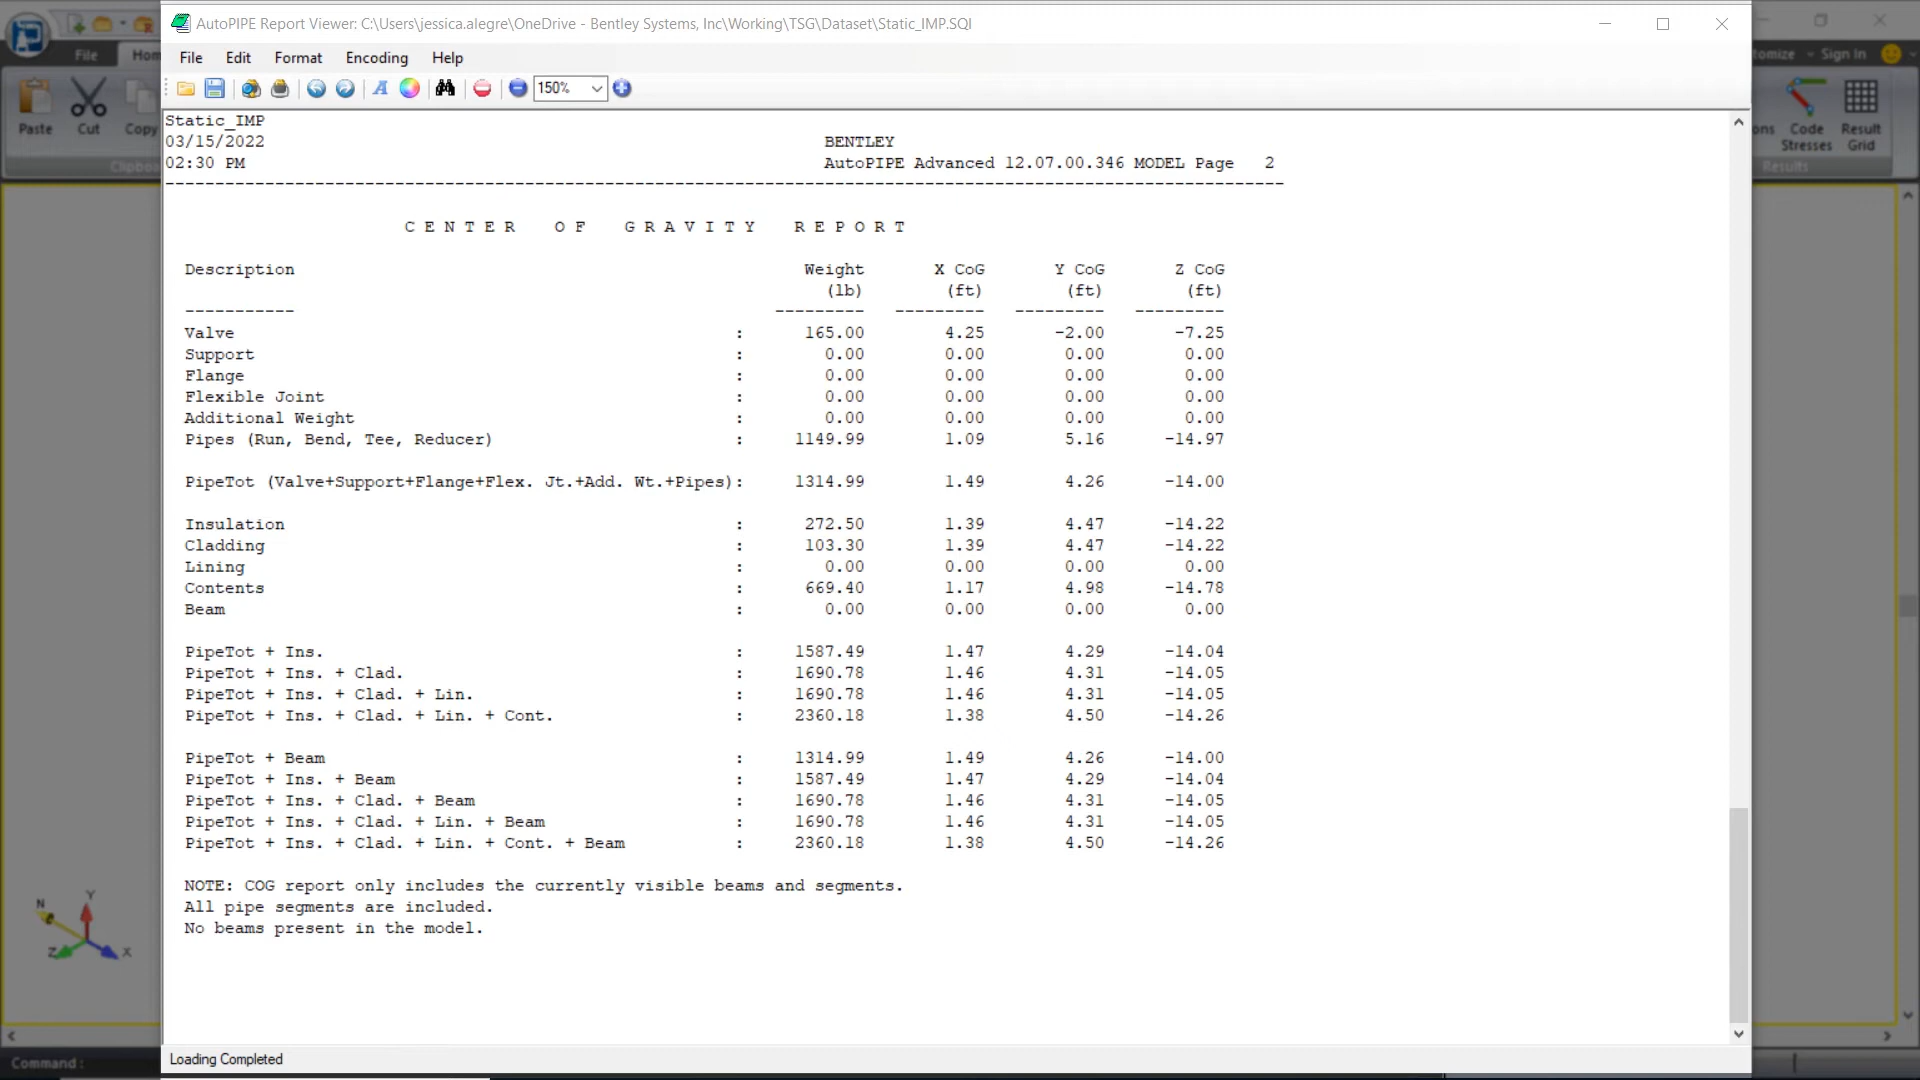 AutoPIPE Report Viewer: C:\Users\jessica.alegre\OneDrive - Bentley Systems, Inc\Working\TSG\Dataset\Static_IMP.SQI
File Edit Format Encoding Help
150%
Static_IMP
03/15/2022 BENTLEY
02:30 PM AutoPIPE Advanced 12.07.00.346 MODEL Page 2
C E N T E R O F G R A V I T Y R E P O R T
Description Weight X CoG Y CoG Z CoG
(lb) (ft) (ft) (ft)
----------- --------- --------- --------- ---------
Valve : 165.00 4.25 -2.00 -7.25
Support : 0.00 0.00 0.00 0.00
Flange : 0.00 0.00 0.00 0.00
Flexible Joint : 0.00 0.00 0.00 0.00
Additional Weight : 0.00 0.00 0.00 0.00
Pipes (Run, Bend, Tee, Reducer) : 1149.99 1.09 5.16 -14.97
PipeTot (Valve+Support+Flange+Flex. Jt.+Add. Wt.+Pipes): 1314.99 1.49 4.26 -14.00
Insulation : 272.50 1.39 4.47 -14.22
Cladding : 103.30 1.39 4.47 -14.22
Lining : 0.00 0.00 0.00 0.00
Contents : 669.40 1.17 4.98 -14.78
Beam : 0.00 0.00 0.00 0.00
PipeTot + Ins. : 1587.49 1.47 4.29 -14.04
PipeTot + Ins. + Clad. : 1690.78 1.46 4.31 -14.05
PipeTot + Ins. + Clad. + Lin. : 1690.78 1.46 4.31 -14.05
PipeTot + Ins. + Clad. + Lin. + Cont. : 2360.18 1.38 4.50 -14.26
PipeTot + Beam : 1314.99 1.49 4.26 -14.00
PipeTot + Ins. + Beam : 1587.49 1.47 4.29 -14.04
PipeTot + Ins. + Clad. + Beam : 1690.78 1.46 4.31 -14.05
PipeTot + Ins. + Clad. + Lin. + Beam : 1690.78 1.46 4.31 -14.05
PipeTot + Ins. + Clad. + Lin. + Cont. + Beam : 2360.18 1.38 4.50 -14.26
NOTE: COG report only includes the currently visible beams and segments.
All pipe segments are included.
No beams present in the model.
Loading Completed
File Hom
Paste Cut Copy
Clipboa
tomize Sign In
ons Code Stresses Result Grid
Results
N Y Z X
Command :